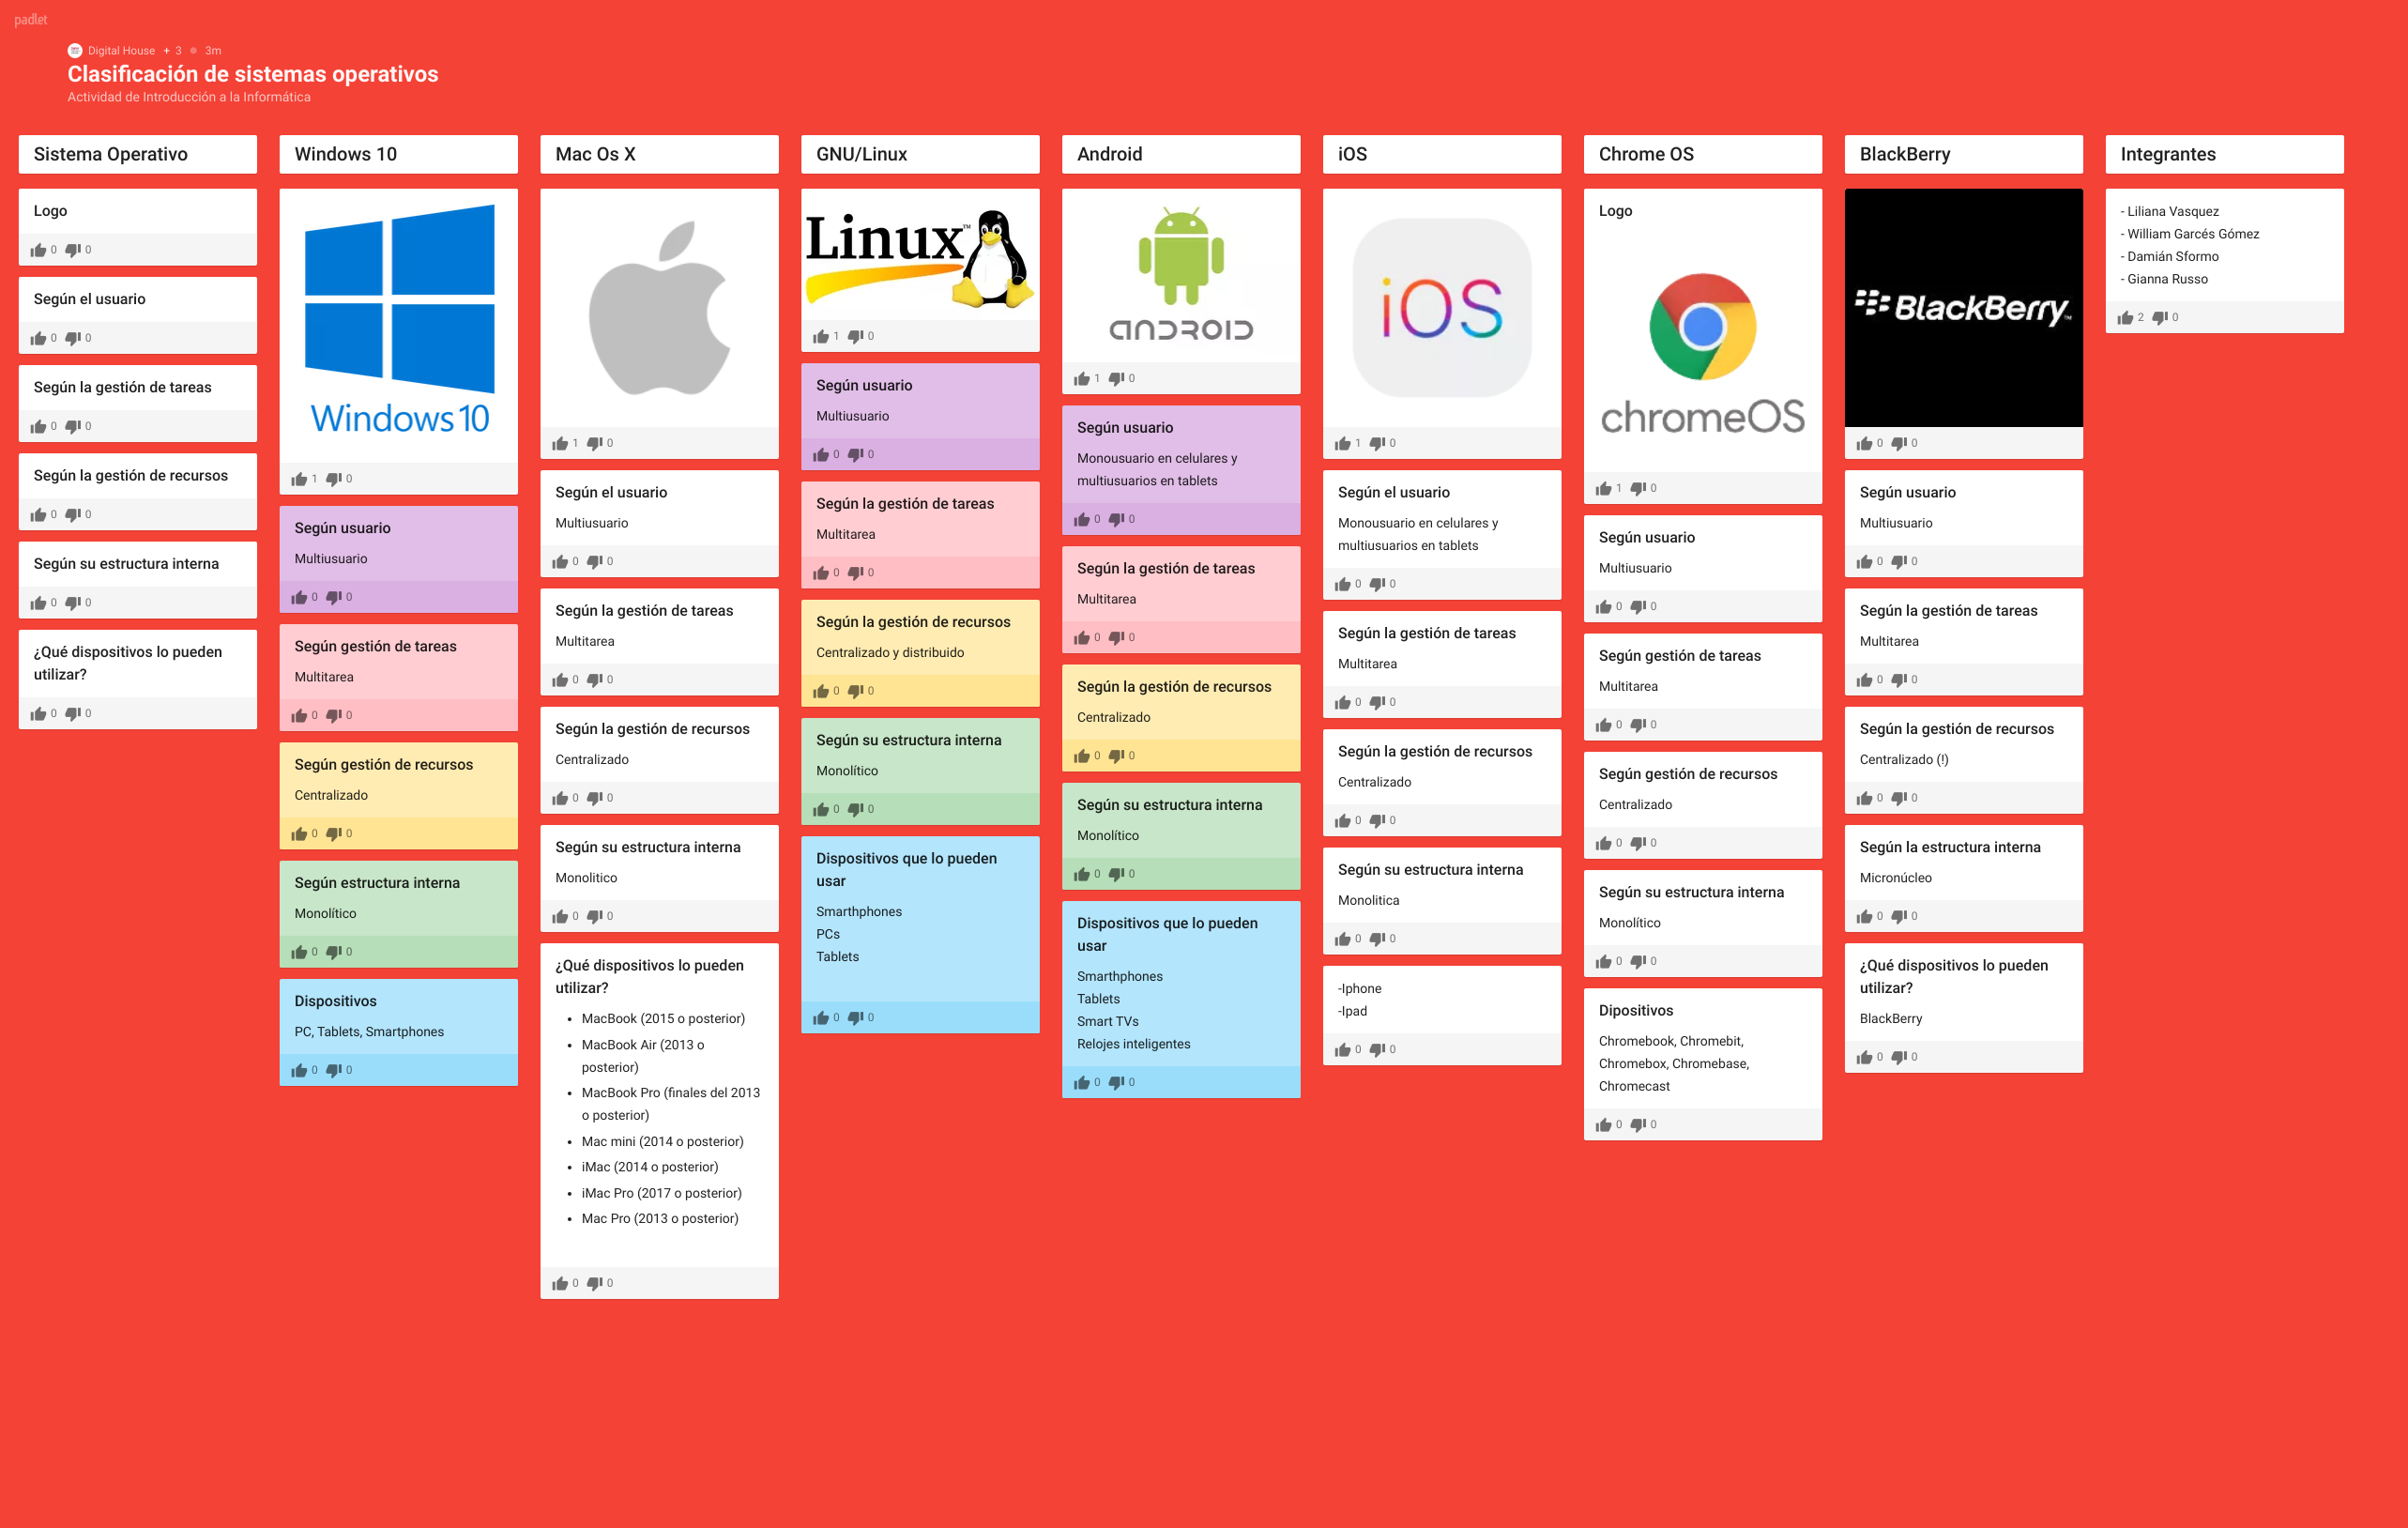 padlet
Digital House + 3 3m
Clasificación de sistemas operativos
Actividad de Introducción a la Informática
Sistema Operativo
Logo
0 0
Según el usuario
0 0
Según la gestión de tareas
0 0
Según la gestión de recursos
0 0
Según su estructura interna
0 0
¿Qué dispositivos lo pueden
utilizar?
0 0
Windows 10
Windows 10
1 0
Según usuario
Multiusuario
0 0
Según gestión de tareas
Multitarea
0 0
Según gestión de recursos
Centralizado
0 0
Según estructura interna
Monolítico
0 0
Dispositivos
PC, Tablets, Smartphones
0 0
Mac Os X
1 0
Según el usuario
Multiusuario
0 0
Según la gestión de tareas
Multitarea
0 0
Según la gestión de recursos
Centralizado
0 0
Según su estructura interna
Monolitico
0 0
¿Qué dispositivos lo pueden
utilizar?
• MacBook (2015 o posterior)
• MacBook Air (2013 o
posterior)
• MacBook Pro (finales del 2013
o posterior)
• Mac mini (2014 o posterior)
• iMac (2014 o posterior)
• iMac Pro (2017 o posterior)
• Mac Pro (2013 o posterior)
0 0
GNU/Linux
Linux™
1 0
Según usuario
Multiusuario
0 0
Según la gestión de tareas
Multitarea
0 0
Según la gestión de recursos
Centralizado y distribuido
0 0
Según su estructura interna
Monolítico
0 0
Dispositivos que lo pueden
usar
Smarthphones
PCs
Tablets
0 0
Android
ANDROID
1 0
Según usuario
Monousuario en celulares y
multiusuarios en tablets
0 0
Según la gestión de tareas
Multitarea
0 0
Según la gestión de recursos
Centralizado
0 0
Según su estructura interna
Monolítico
0 0
Dispositivos que lo pueden
usar
Smarthphones
Tablets
Smart TVs
Relojes inteligentes
0 0
iOS
iOS
1 0
Según el usuario
Monousuario en celulares y
multiusuarios en tablets
0 0
Según la gestión de tareas
Multitarea
0 0
Según la gestión de recursos
Centralizado
0 0
Según su estructura interna
Monolitica
0 0
-Iphone
-Ipad
0 0
Chrome OS
Logo
chromeOS
1 0
Según usuario
Multiusuario
0 0
Según gestión de tareas
Multitarea
0 0
Según gestión de recursos
Centralizado
0 0
Según su estructura interna
Monolítico
0 0
Dipositivos
Chromebook, Chromebit,
Chromebox, Chromebase,
Chromecast
0 0
BlackBerry
BlackBerry™
0 0
Según usuario
Multiusuario
0 0
Según la gestión de tareas
Multitarea
0 0
Según la gestión de recursos
Centralizado (!)
0 0
Según la estructura interna
Micronúcleo
0 0
¿Qué dispositivos lo pueden
utilizar?
BlackBerry
0 0
Integrantes
- Liliana Vasquez
- William Garcés Gómez
- Damián Sformo
- Gianna Russo
2 0